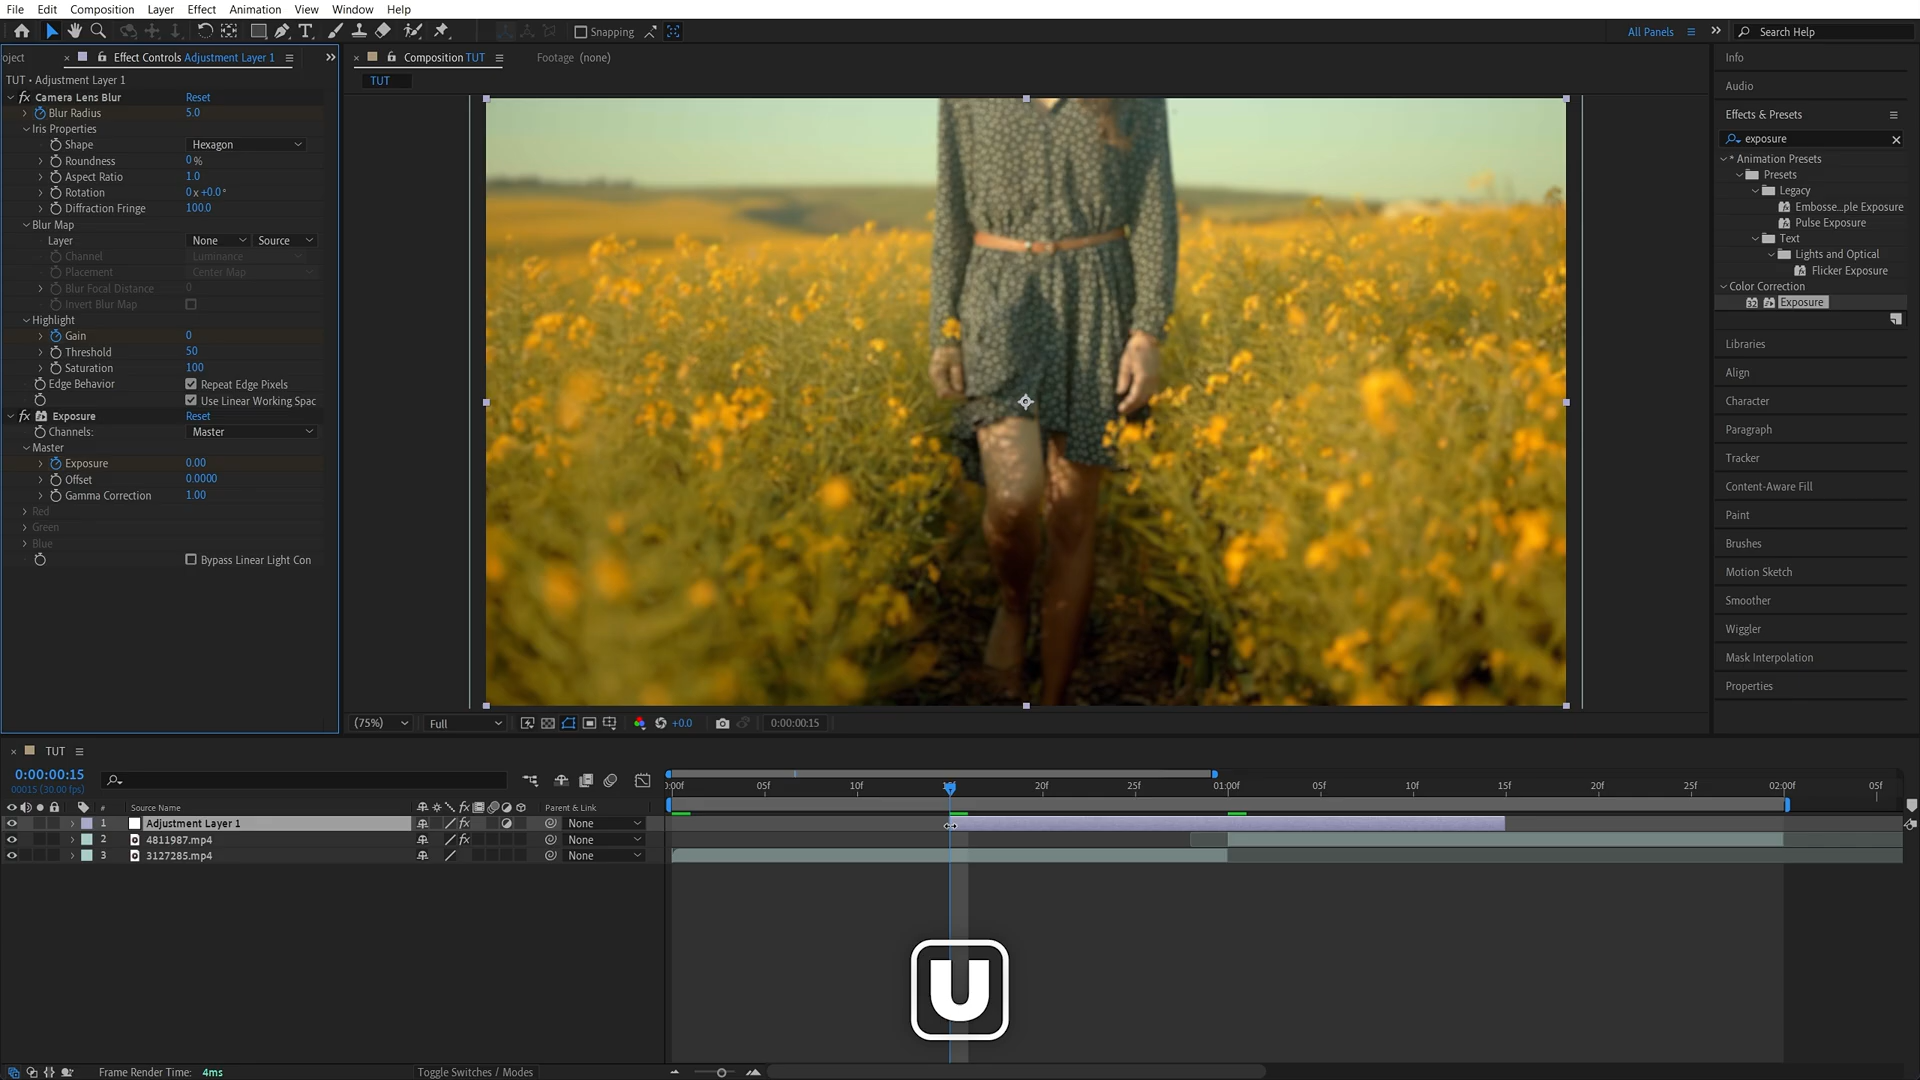 File Edit Composition Layer Effect Animation View Window Help
Snapping
All Panels
Search Help
oject
Effect Controls Adjustment Layer 1
Composition TUT
Footage (none)
TUT • Adjustment Layer 1
TUT
fx Camera Lens Blur Reset
Blur Radius 5.0
Iris Properties
Shape Hexagon
Roundness 0 %
Aspect Ratio 1.0
Rotation 0 x +0.0 °
Diffraction Fringe 100.0
Blur Map
Layer None Source
Channel Luminance
Placement Center Map
Blur Focal Distance 0
Invert Blur Map
Highlight
Gain 0
Threshold 50
Saturation 100
Edge Behavior Repeat Edge Pixels
Use Linear Working Spac
fx Exposure Reset
Channels: Master
Master
Exposure 0.00
Offset 0.0000
Gamma Correction 1.00
Red
Green
Blue
Bypass Linear Light Con
Info
Audio
Effects & Presets
exposure
* Animation Presets
Presets
Legacy
Embosse...ple Exposure
Pulse Exposure
Text
Lights and Optical
Flicker Exposure
Color Correction
32 Exposure
Libraries
Align
Character
Paragraph
Tracker
Content-Aware Fill
Paint
Brushes
Motion Sketch
Smoother
Wiggler
Mask Interpolation
Properties
(75%) Full +0.0 0:00:00:15
TUT
0:00:00:15
00015 (30.00 fps)
):00f 05f 10f 20f 25f 01:00f 05f 10f 15f 20f 25f 02:00f 05f
# Source Name fx Parent & Link
1 Adjustment Layer 1 fx None
2 4811987.mp4 fx None
3 3127285.mp4 None
U
Frame Render Time: 4ms
Toggle Switches / Modes